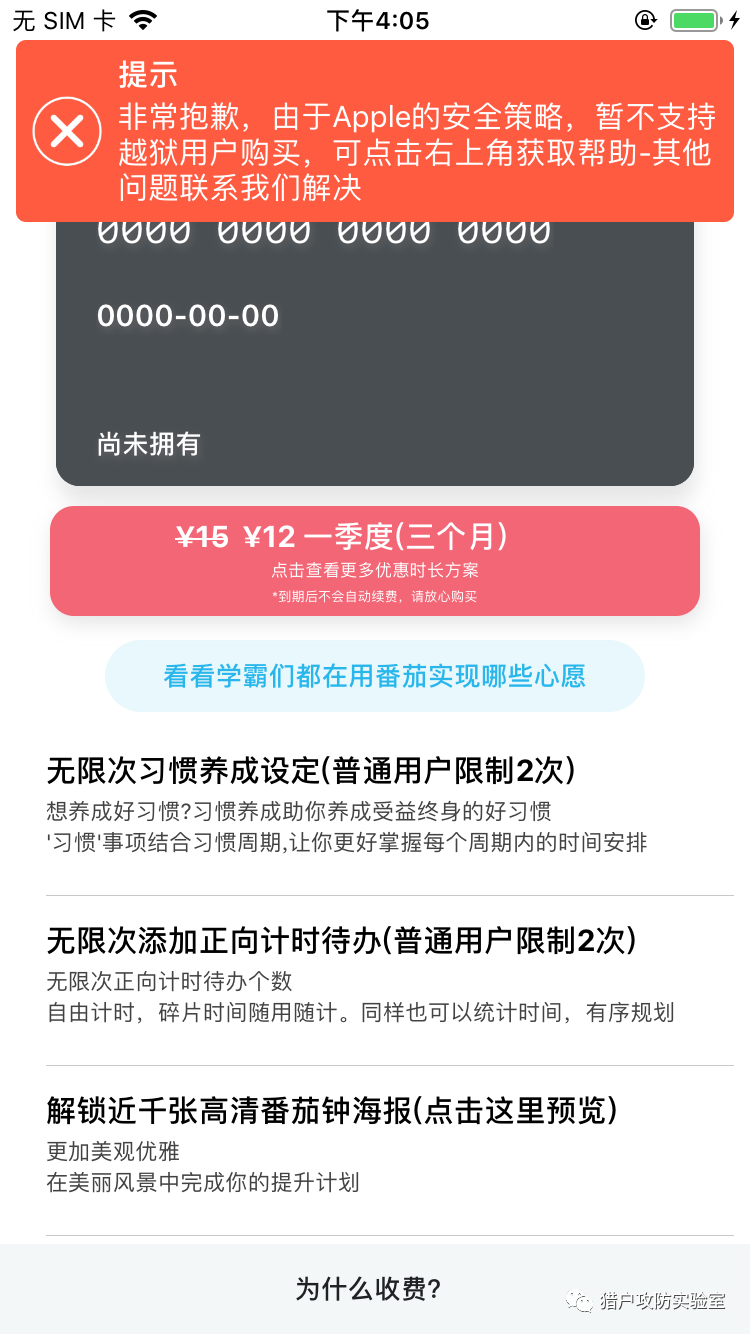 无 SIM 卡
下午4:05
提示
非常抱歉，由于Apple的安全策略，暂不支持
越狱用户购买，可点击右上角获取帮助-其他
问题联系我们解决
0000 0000 0000 0000
0000-00-00
尚未拥有
¥15 ¥12 一季度(三个月)
点击查看更多优惠时长方案
*到期后不会自动续费，请放心购买
看看学霸们都在用番茄实现哪些心愿
无限次习惯养成设定(普通用户限制2次)
想养成好习惯?习惯养成助你养成受益终身的好习惯
'习惯'事项结合习惯周期,让你更好掌握每个周期内的时间安排
无限次添加正向计时待办(普通用户限制2次)
无限次正向计时待办个数
自由计时，碎片时间随用随计。同样也可以统计时间，有序规划
解锁近千张高清番茄钟海报(点击这里预览)
更加美观优雅
在美丽风景中完成你的提升计划
为什么收费?
猎户攻防实验室